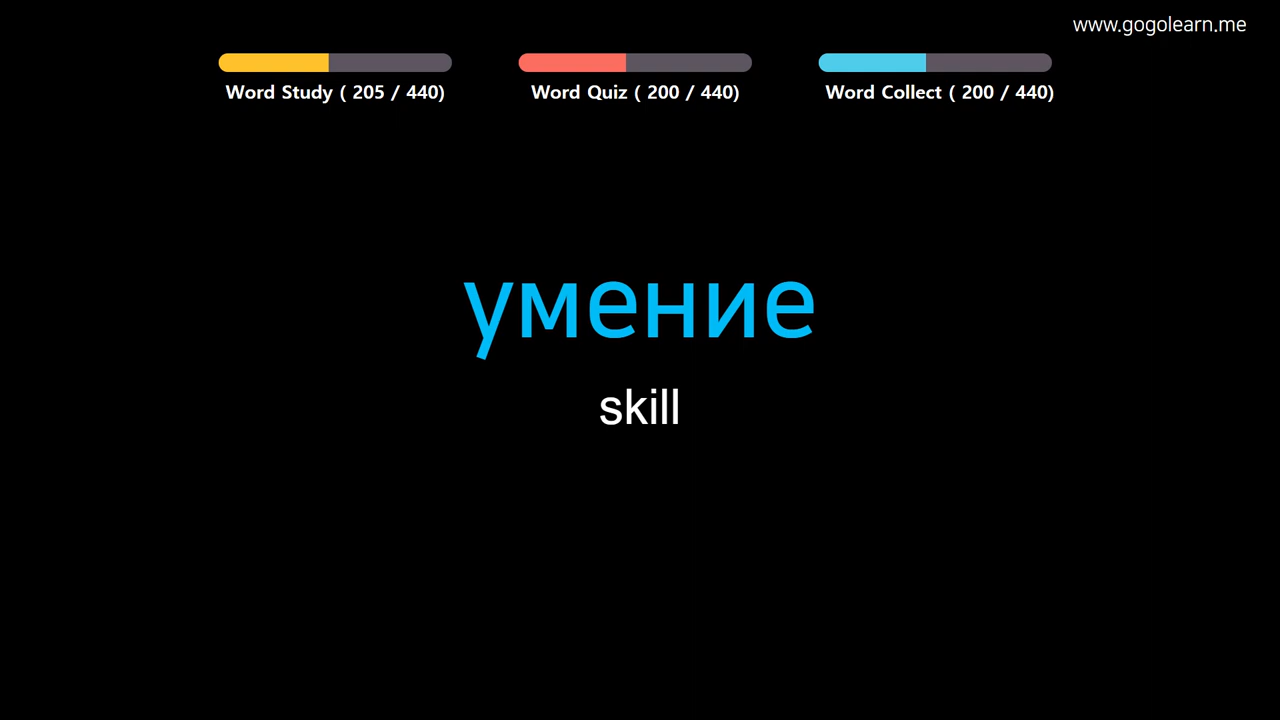 www.gogolearn.me
Word Study ( 205 / 440)
Word Quiz ( 200 / 440)
Word Collect ( 200 / 440)
умение
skill